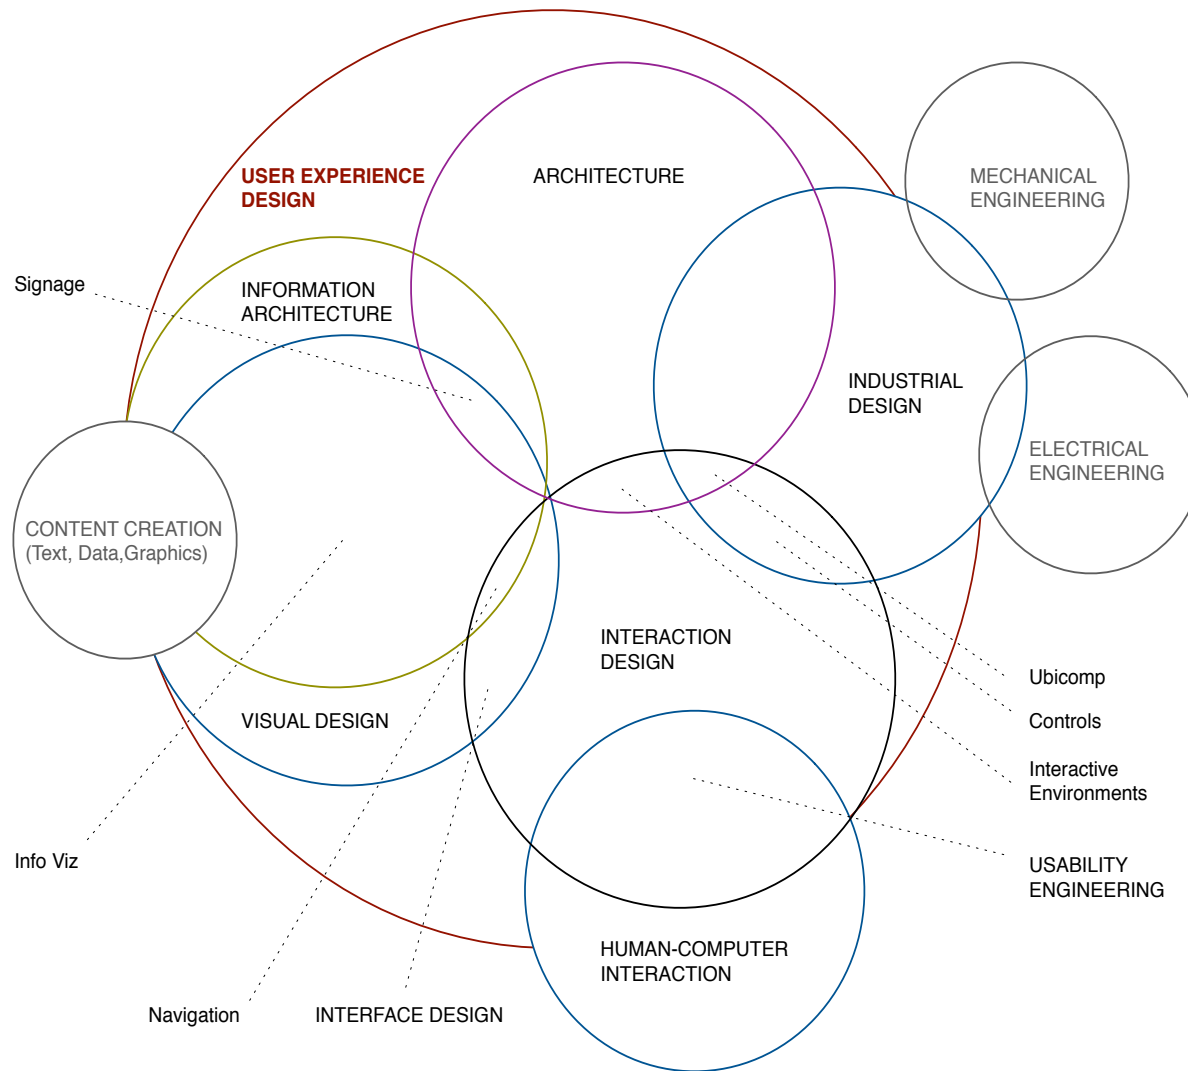 USER EXPERIENCE
DESIGN
ARCHITECTURE
MECHANICAL
ENGINEERING
Signage
INFORMATION
ARCHITECTURE
INDUSTRIAL
DESIGN
ELECTRICAL
ENGINEERING
CONTENT CREATION
(Text, Data,Graphics)
INTERACTION
DESIGN
Ubicomp
VISUAL DESIGN
Controls
Interactive
Environments
Info Viz
USABILITY
ENGINEERING
HUMAN-COMPUTER
INTERACTION
Navigation
INTERFACE DESIGN